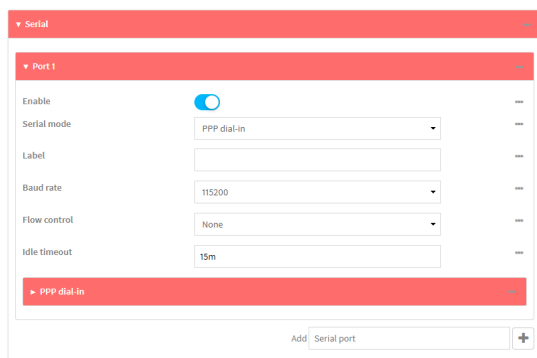 ▼ Serial
▼ Port 1
Enable
Serial mode PPP dial-in
Label
Baud rate 115200
Flow control None
Idle timeout 15m
► PPP dial-in
Add Serial port